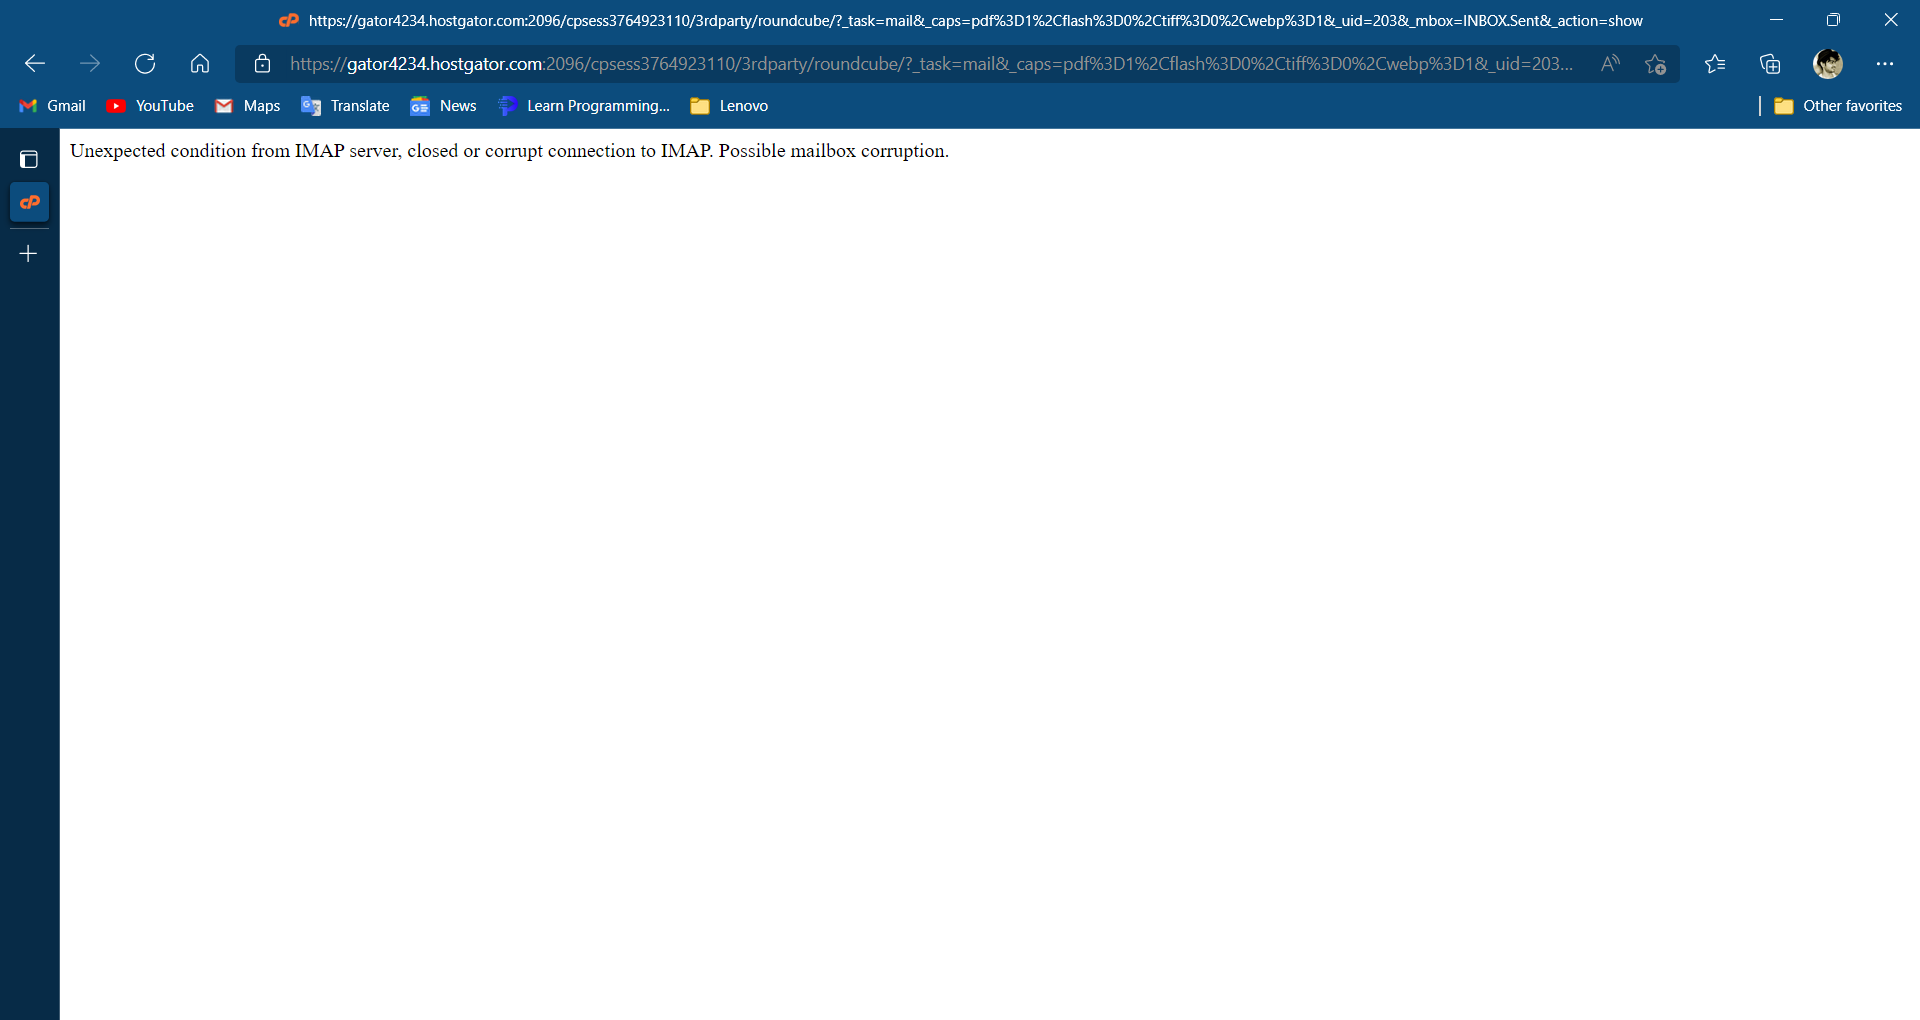 https://gator4234.hostgator.com:2096/cpsess3764923110/3rdparty/roundcube/?_task=mail&_caps=pdf%3D1%2Cflash%3D0%2Ctiff%3D0%2Cwebp%3D1&_uid=203&_mbox=INBOX.Sent&_action=show
https://gator4234.hostgator.com:2096/cpsess3764923110/3rdparty/roundcube/?_task=mail&_caps=pdf%3D1%2Cflash%3D0%2Ctiff%3D0%2Cwebp%3D1&_uid=203...
Gmail YouTube Maps Translate News Learn Programming... Lenovo Other favorites
Unexpected condition from IMAP server, closed or corrupt connection to IMAP. Possible mailbox corruption.